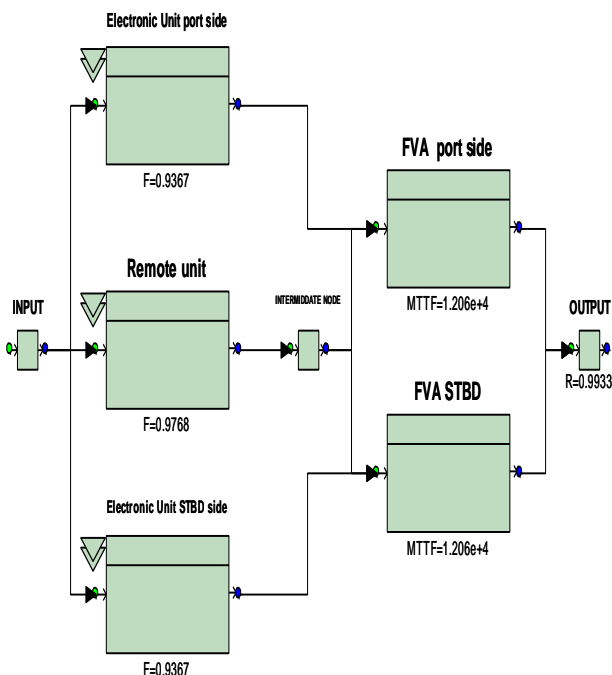 Electronic Unit port side
F=0.9367
FVA port side
MTTF=1.206e+4
Remote unit
INTERMIDDATE NODE
INPUT
OUTPUT
R=0.9933
F=0.9768
FVA STBD
MTTF=1.206e+4
Electronic Unit STBD side
F=0.9367